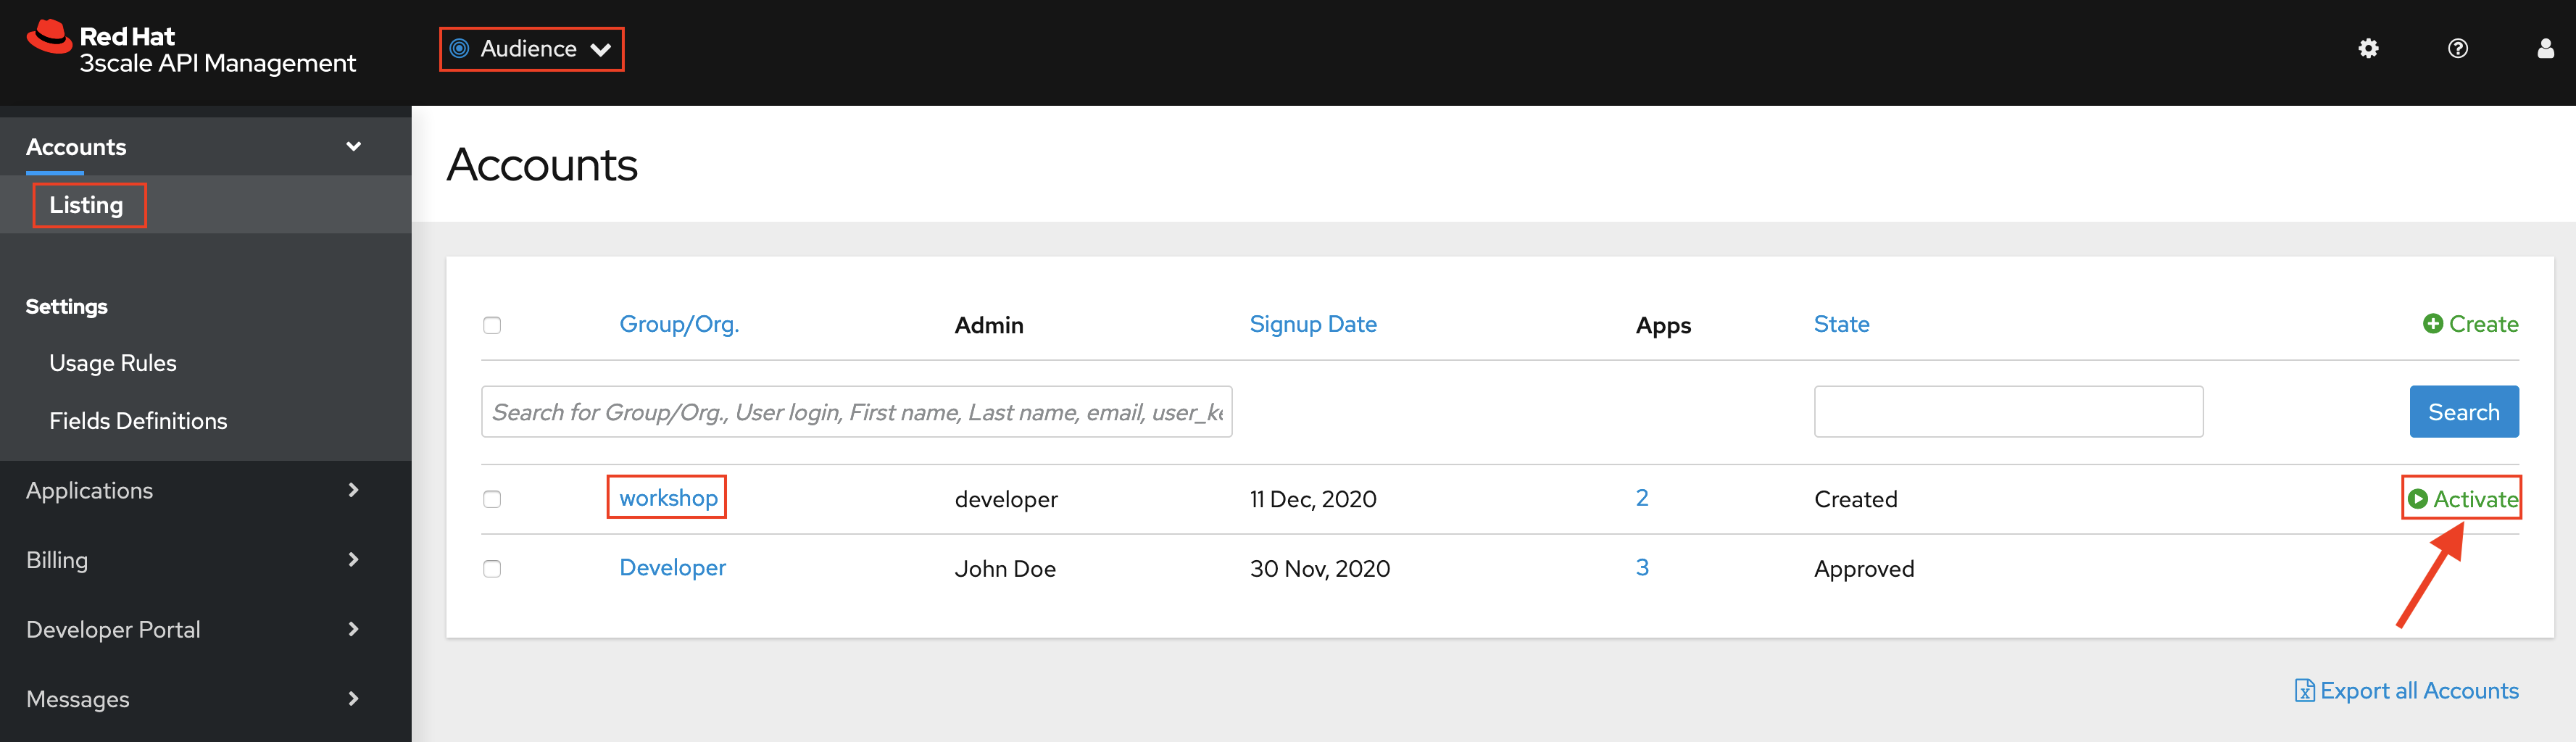 Red Hat
3scale API Management
Audience
Accounts
Listing
Settings
Usage Rules
Fields Definitions
Applications
Billing
Developer Portal
Messages
Accounts
Group/Org. Admin Signup Date Apps State Create
Search for Group/Org., User login, First name, Last name, email, user_ke Search
workshop developer 11 Dec, 2020 2 Created Activate
Developer John Doe 30 Nov, 2020 3 Approved
Export all Accounts